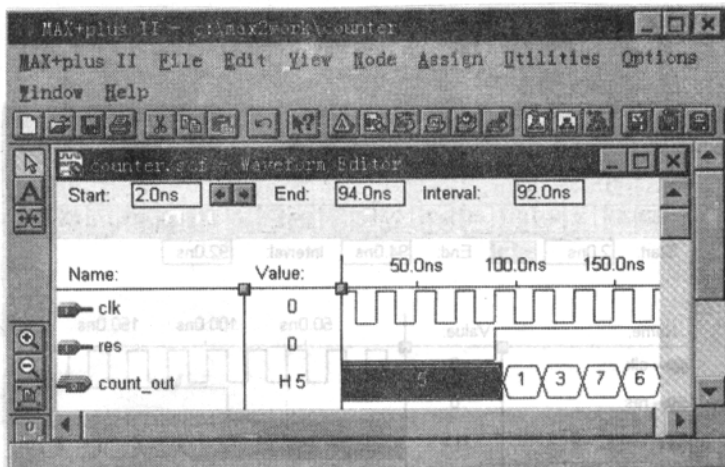 MAX+plus II - c:\max2work\counter
MAX+plus II File Edit View Node Assign Utilities Options
Window Help
counter.scf - Waveform Editor
Start: 2.0ns End: 94.0ns Interval: 92.0ns
Name: Value: 50.0ns 100.0ns 150.0ns
clk 0
res 0
count_out H 5 5 1 3 7 6